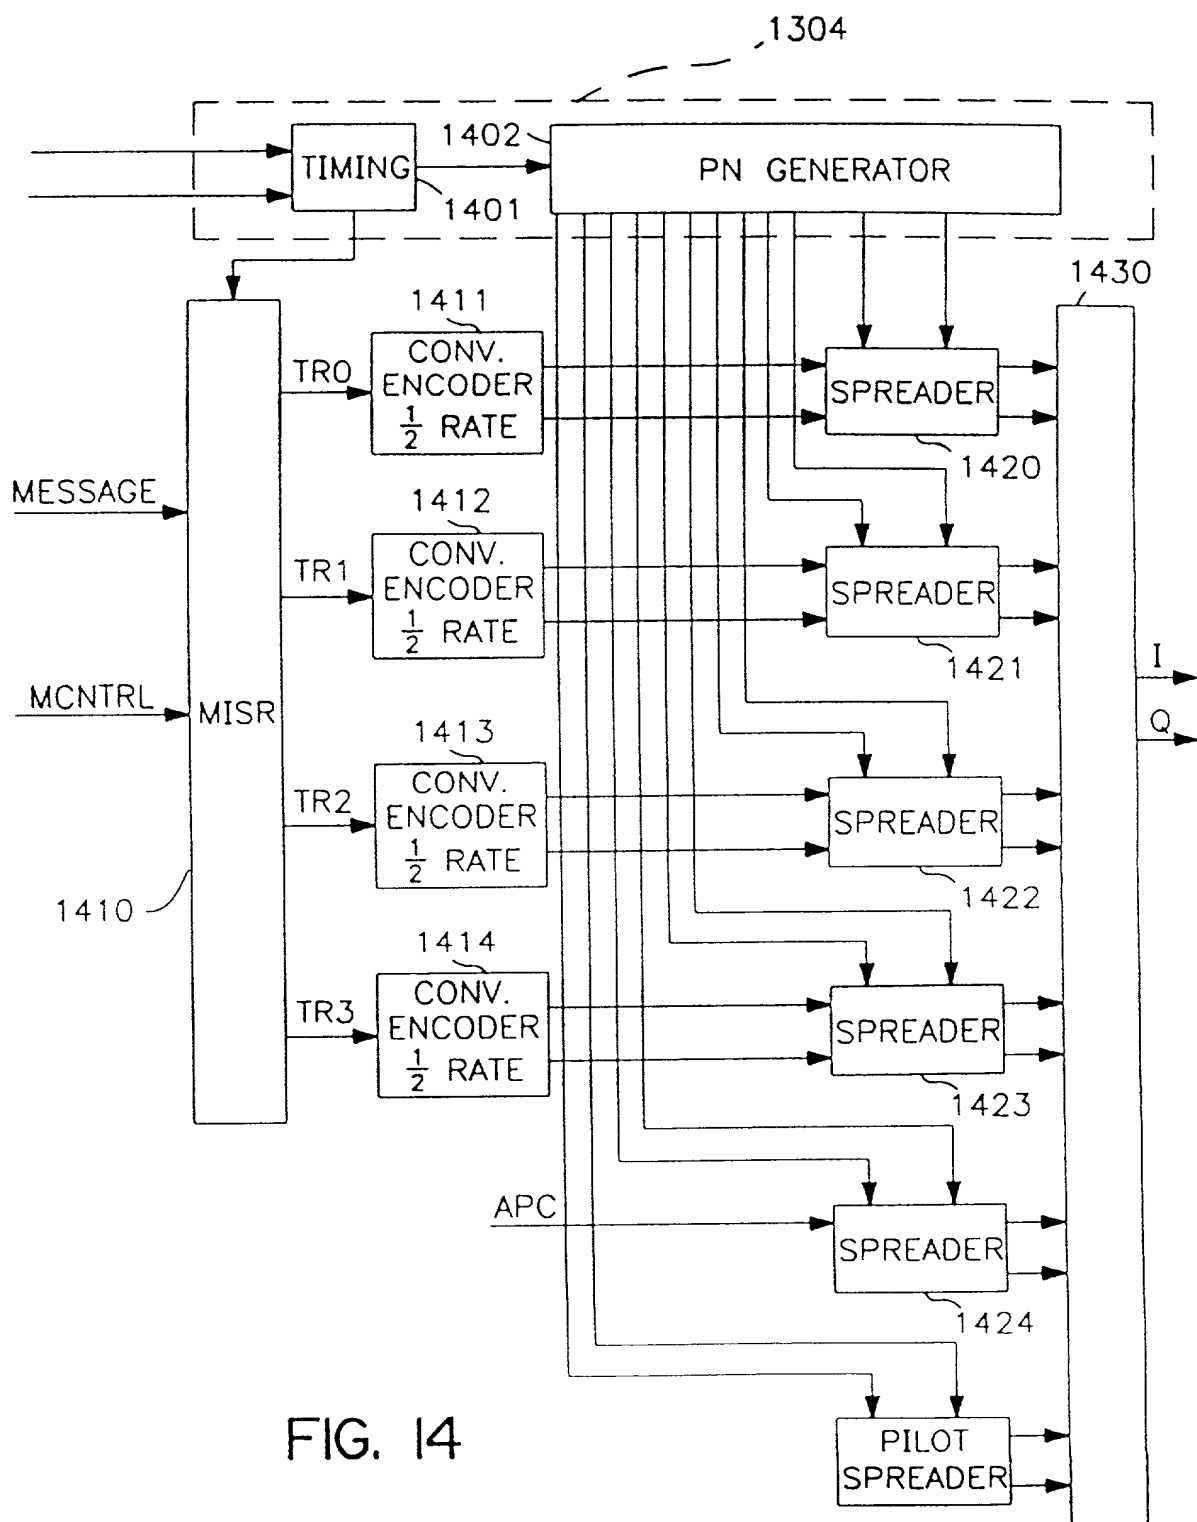 1304
1402
TIMING
PN GENERATOR
1401
1430
1411
CONV.
ENCODER
1/2 RATE
TR0
SPREADER
1420
MESSAGE
1412
CONV.
ENCODER
1/2 RATE
TR1
SPREADER
1421
I
MCNTRL
MISR
Q
1413
CONV.
ENCODER
1/2 RATE
TR2
SPREADER
1422
1410
1414
CONV.
ENCODER
1/2 RATE
TR3
SPREADER
1423
APC
SPREADER
1424
FIG. 14
PILOT
SPREADER